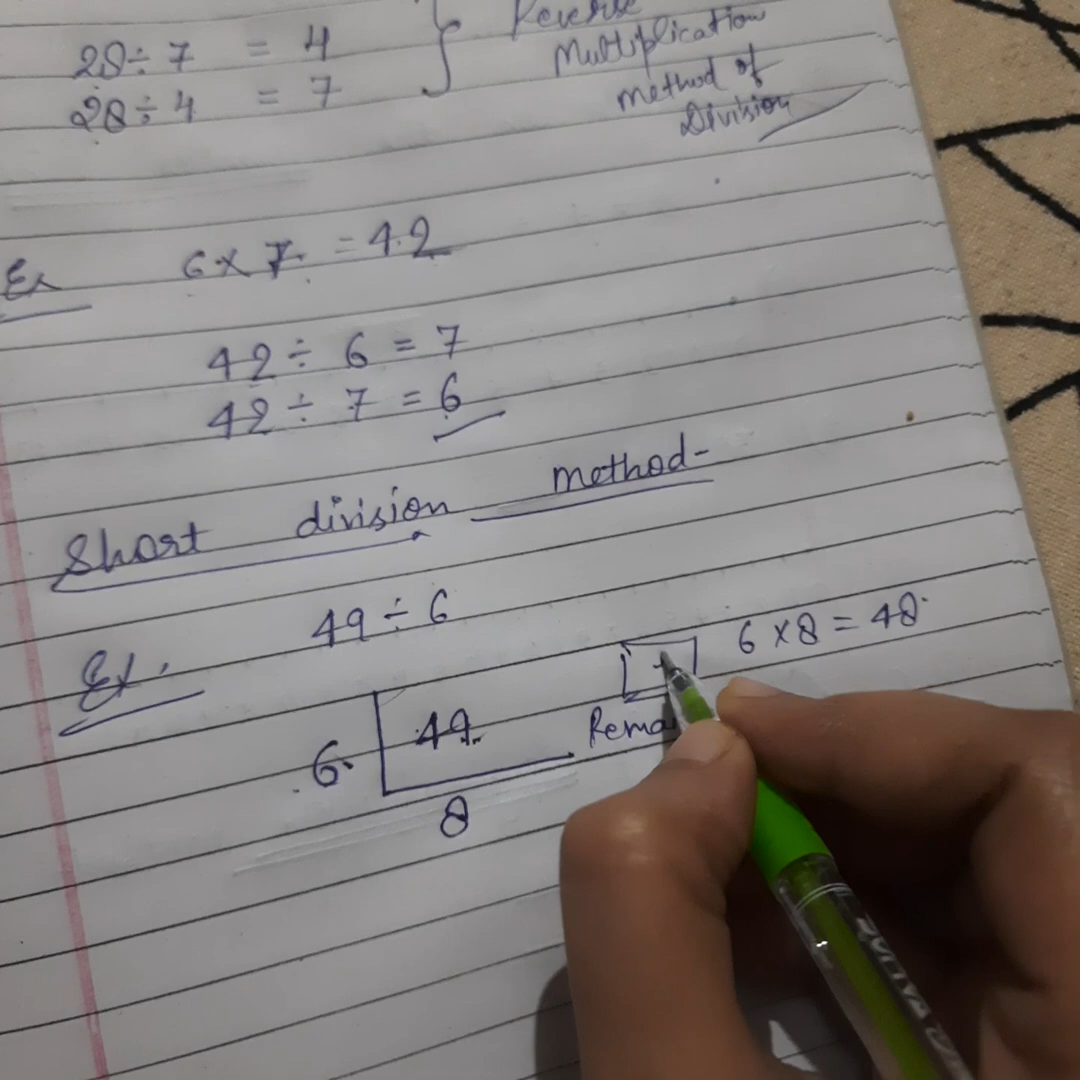 28 ÷ 7 = 4
28 ÷ 4 = 7
Reverse
Multiplication
method of
Division
Ex 6 x 7 = 42
42 ÷ 6 = 7
42 ÷ 7 = 6
Short division method-
Ex. 49 ÷ 6
6 x 8 = 48
6 49
8
Rema